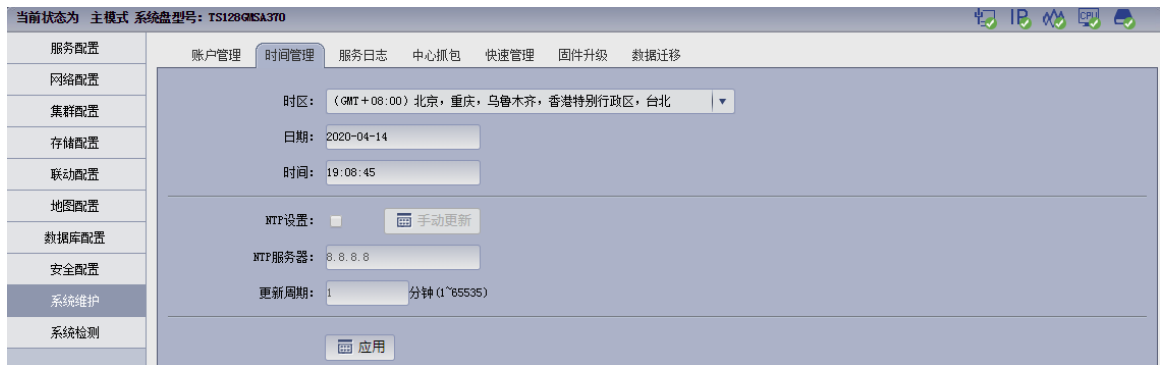 当前状态为 主模式 系统盘型号：TS128GMSA370
IP
CPU
服务配置
网络配置
集群配置
存储配置
联动配置
地图配置
数据库配置
安全配置
系统维护
系统检测
账户管理 时间管理 服务日志 中心抓包 快速管理 固件升级 数据迁移
时区： （GMT＋08:00）北京，重庆，乌鲁木齐，香港特别行政区，台北
日期： 2020-04-14
时间： 19:08:45
NTP设置： 手动更新
NTP服务器： 8.8.8.8
更新周期： 1 分钟(1~65535)
应用